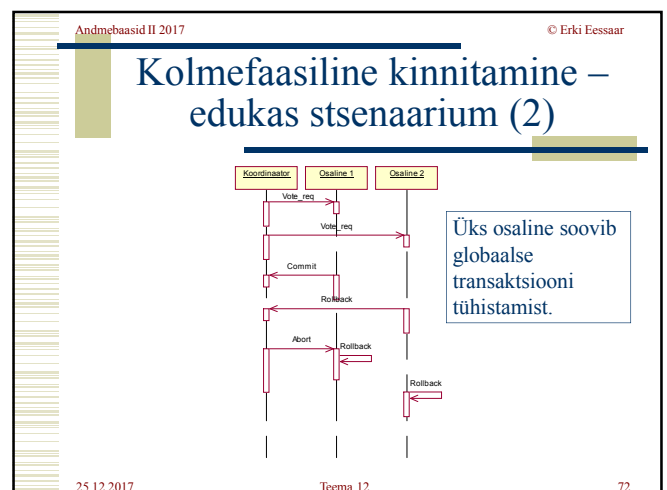 Andmebaasid II 2017
© Erki Eessaar
Kolmefaasiline kinnitamine –
edukas stsenaarium (2)
Koordinaator
Osaline 1
Osaline 2
Vote_req
Vote_req
Commit
Rollback
Abort
Rollback
Rollback
Üks osaline soovib
globaalse
transaktsiooni
tühistamist.
25.12.2017
Teema 12
72